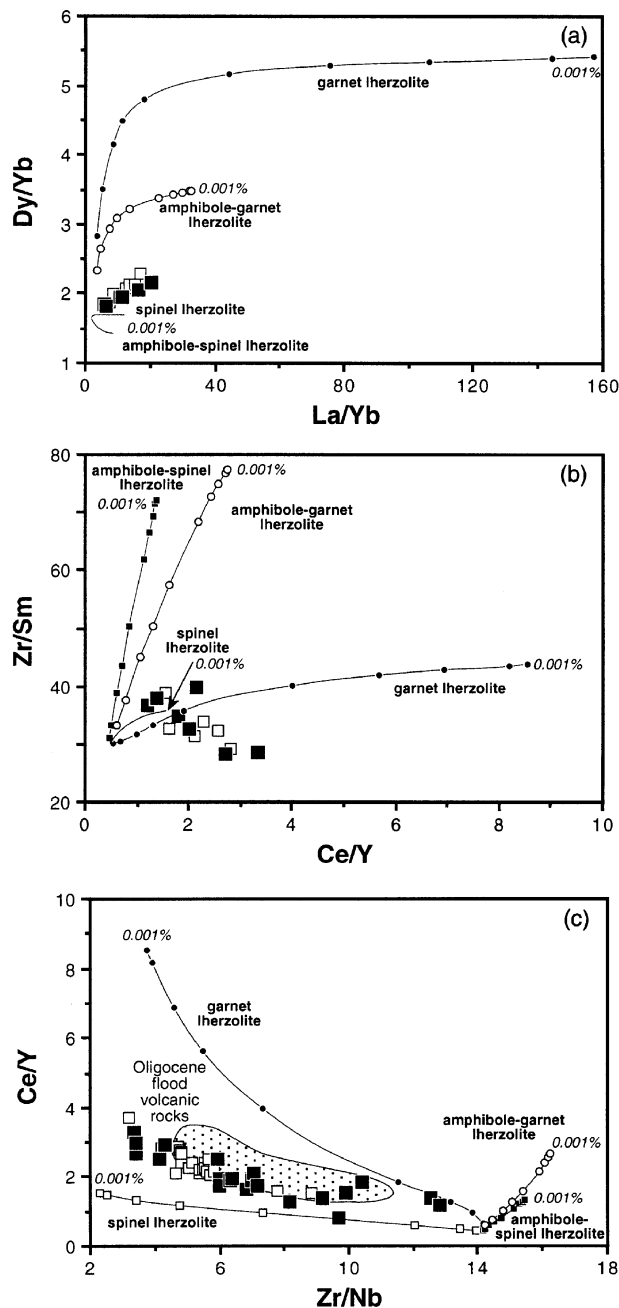 (a)
6
5
4
3
2
1
Dy/Yb
garnet lherzolite
0.001%
0.001%
amphibole-garnet
lherzolite
spinel lherzolite
0.001%
amphibole-spinel lherzolite
0
40
80
120
160
La/Yb
(b)
80
60
40
20
Zr/Sm
amphibole-spinel
lherzolite
0.001%
0.001%
amphibole-garnet
lherzolite
spinel
lherzolite
0.001%
0.001%
garnet lherzolite
0
2
4
6
8
10
Ce/Y
(c)
10
8
6
4
2
0
Ce/Y
0.001%
garnet
lherzolite
Oligocene
flood
volcanic
rocks
amphibole-garnet
lherzolite
0.001%
0.001%
0.001%
spinel lherzolite
amphibole-
spinel lherzolite
2
4
6
8
10
12
14
16
18
Zr/Nb